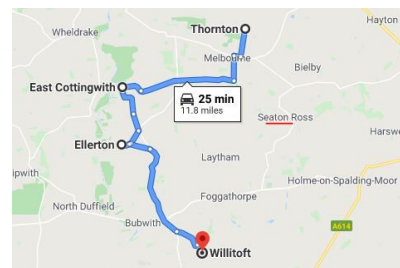 Hayton
Thornton
Wheldrake
Melbourne
Bielby
East Cottingwith
25 min
11.8 miles
Seaton Ross
Harsw
Ellerton
Laytham
ipwith
Holme-on-Spalding-Moor
Foggathorpe
North Duffield
Bubwith
A614
Willitoft